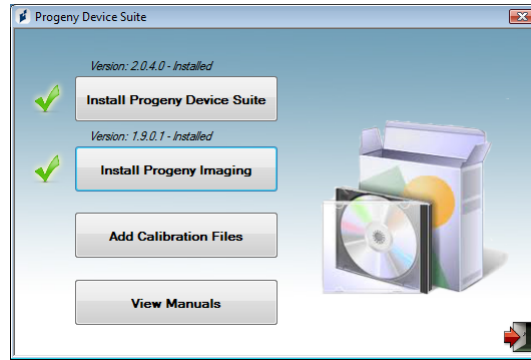 Progeny Device Suite
Version: 2.0.4.0 - Installed
Install Progeny Device Suite
Version: 1.9.0.1 - Installed
Install Progeny Imaging
Add Calibration Files
View Manuals